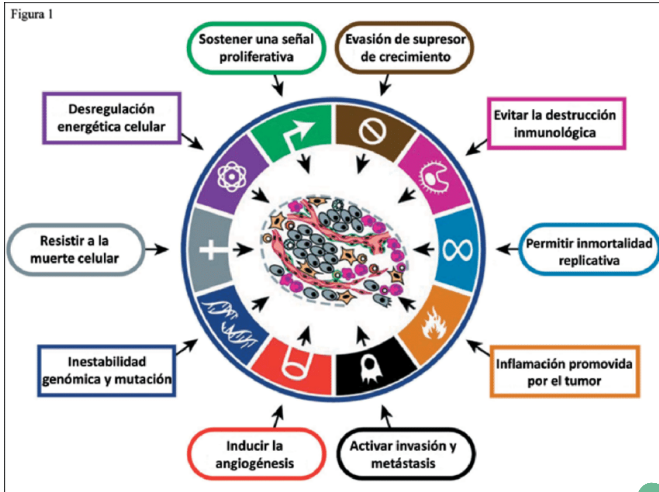 Figura 1
Sostener una señal
proliferativa
Evasión de supresor
de crecimiento
Desregulación
energética celular
Evitar la destrucción
inmunológica
Resistir a la
muerte celular
Permitir inmortalidad
replicativa
Inestabilidad
genómica y mutación
Inflamación promovida
por el tumor
Inducir la
angiogénesis
Activar invasión y
metástasis